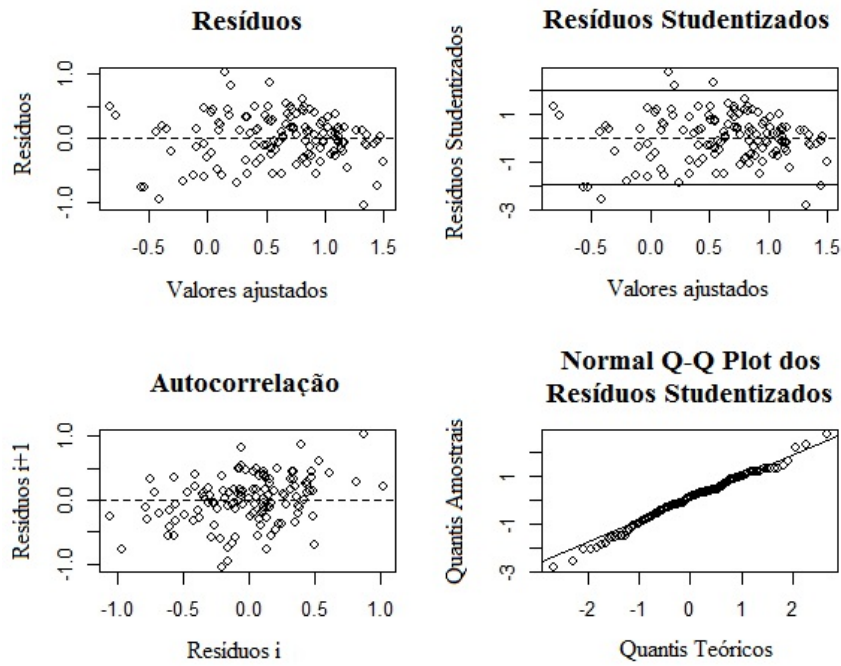 Resíduos
Resíduos
1.0
0.0
-1.0
-0.5
0.0
0.5
1.0
1.5
Valores ajustados
Resíduos Studentizados
Resíduos Studentizados
1
-1
-3
-0.5
0.0
0.5
1.0
1.5
Valores ajustados
Autocorrelação
Resíduos i+1
1.0
0.0
-1.0
-1.0
-0.5
0.0
0.5
1.0
Resíduos i
Normal Q-Q Plot dos
Resíduos Studentizados
Quantis Amostrais
1
-1
-3
-2
-1
0
1
2
Quantis Teóricos